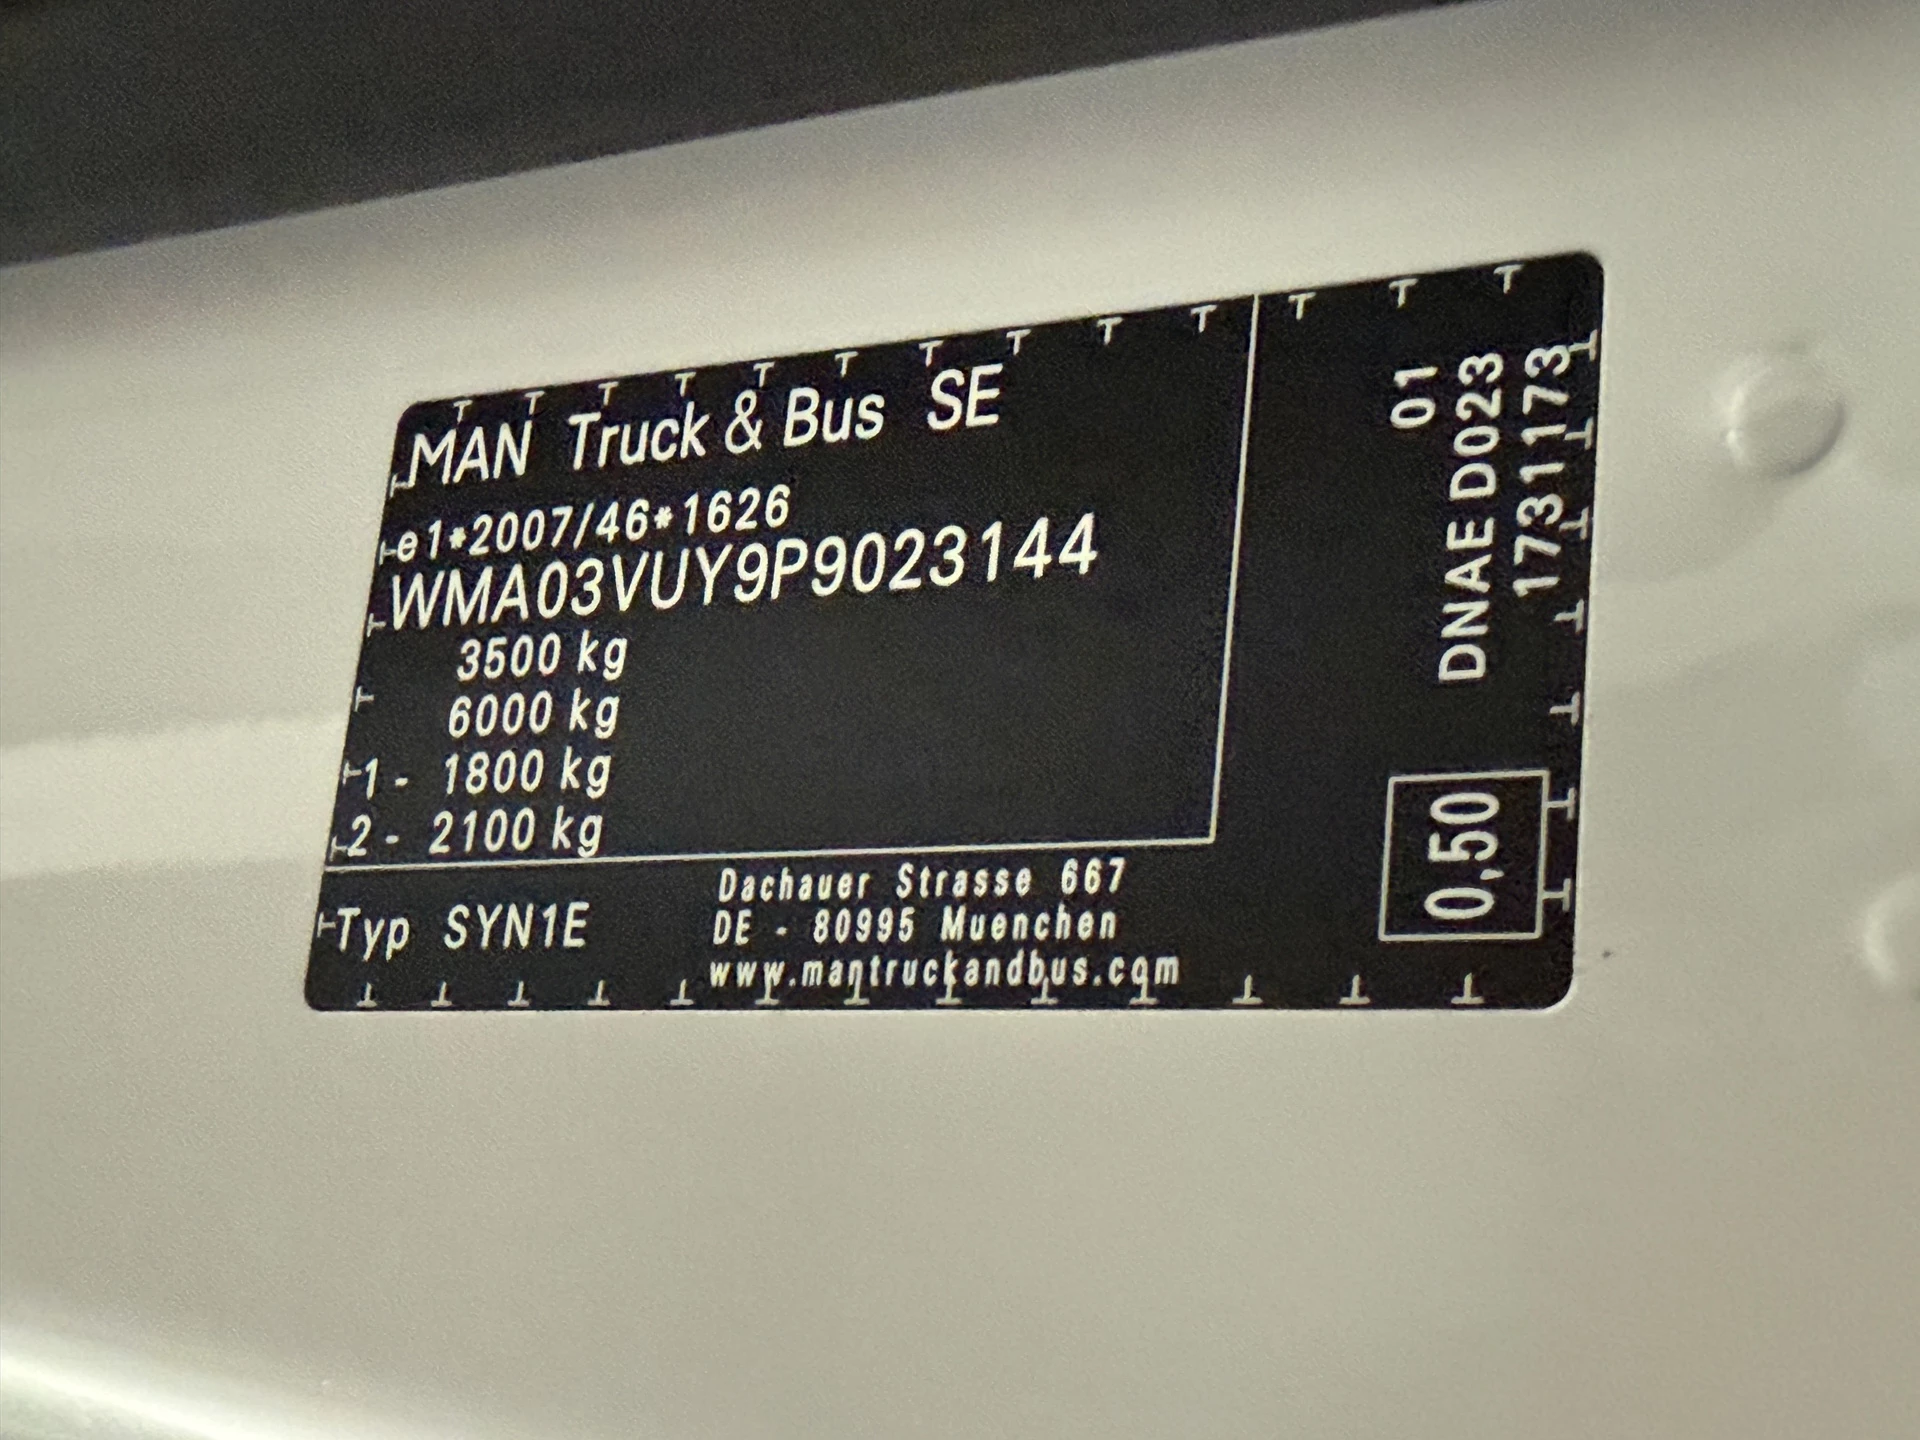 MAN Truck & Bus SE
e1*2007/46*1626
WMA03VUY9P9023144
3500 kg
6000 kg
1 - 1800 kg
2 - 2100 kg
Typ SYN1E
Dachauer Strasse 667
DE - 80995 Muenchen
www.mantruckandbus.com
01
DNAE D023
1731173
0,50